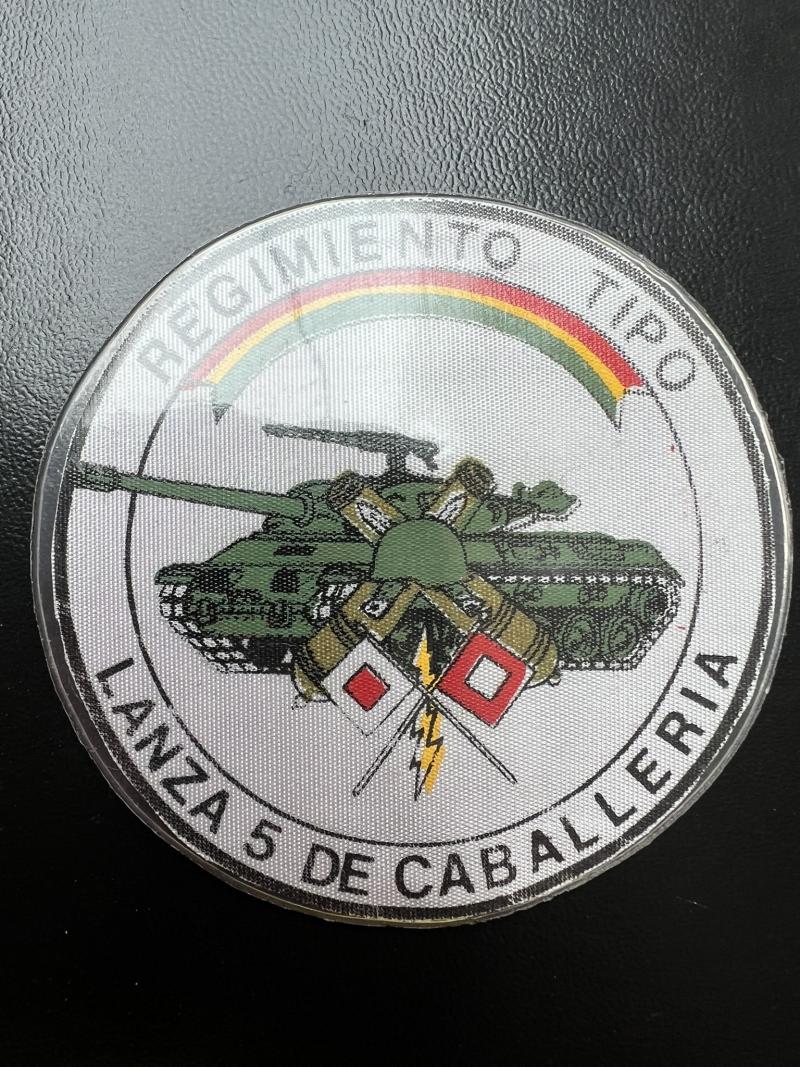 REGIMIENTO TIPO
LANZA 5 DE CABALLERIA